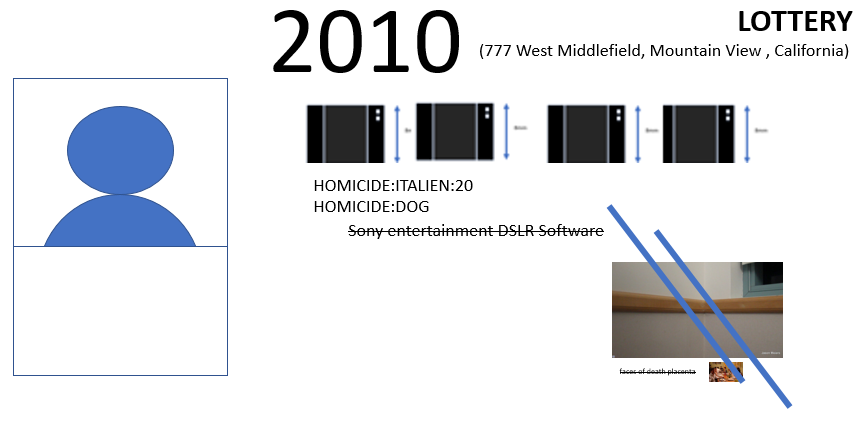 2010
LOTTERY
(777 West Middlefield, Mountain View , California)
HOMICIDE:ITALIEN:20
HOMICIDE:DOG
Sony entertainment DSLR Software
faces of death placenta